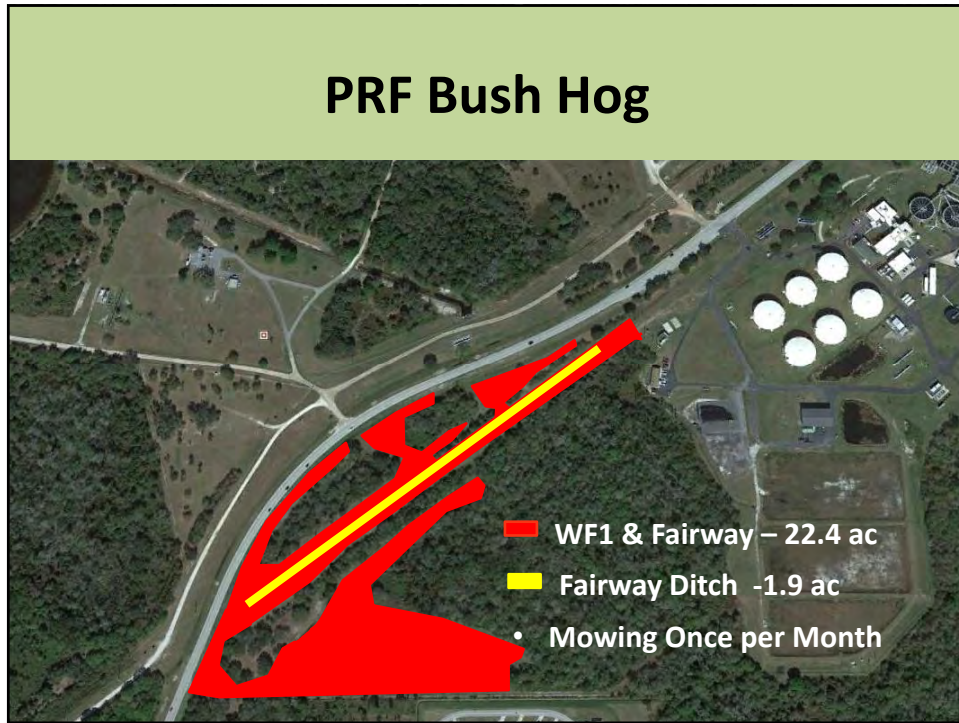 PRF Bush Hog
WF1 & Fairway – 22.4 ac
Fairway Ditch -1.9 ac
• Mowing Once per Month